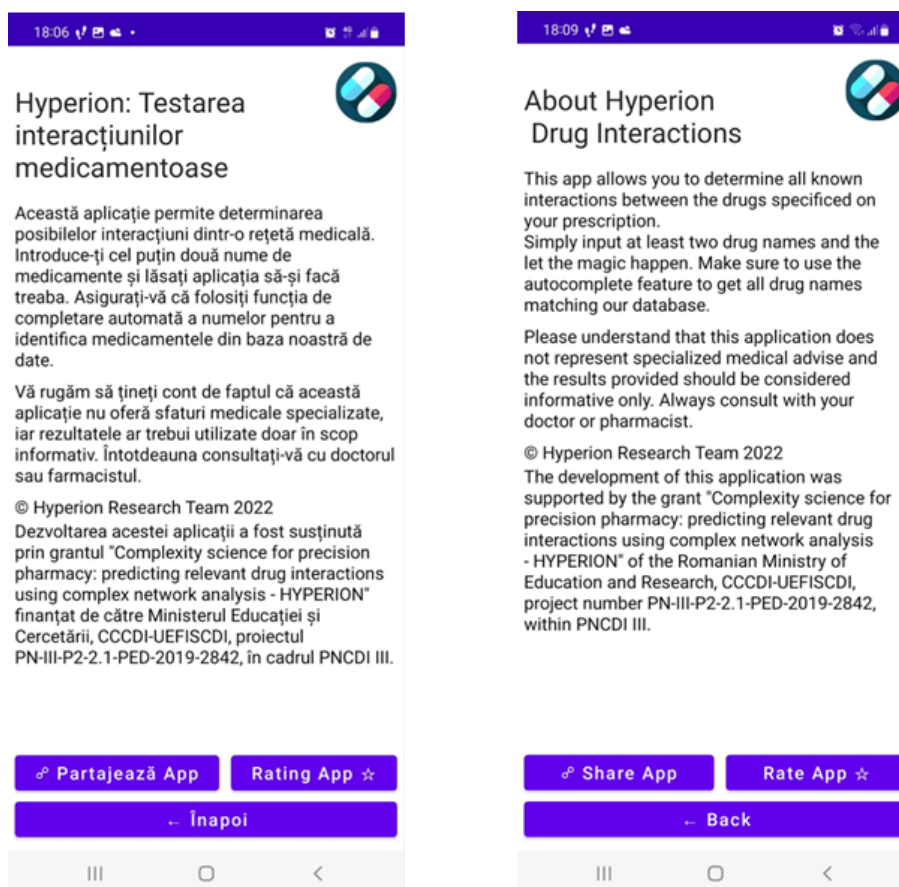 18:06
Hyperion: Testarea
interacțiunilor
medicamentoase
Această aplicație permite determinarea
posibilelor interacțiuni dintr-o rețetă medicală.
Introduce-ți cel puțin două nume de
medicamente și lăsați aplicația să-și facă
treaba. Asigurați-vă că folosiți funcția de
completare automată a numelor pentru a
identifica medicamentele din baza noastră de
date.
Vă rugăm să țineți cont de faptul că această
aplicație nu oferă sfaturi medicale specializate,
iar rezultatele ar trebui utilizate doar în scop
informativ. Întotdeauna consultați-vă cu doctorul
sau farmacistul.
© Hyperion Research Team 2022
Dezvoltarea acestei aplicații a fost susținută
prin grantul "Complexity science for precision
pharmacy: predicting relevant drug interactions
using complex network analysis - HYPERION"
finanțat de către Ministerul Educației și
Cercetării, CCCDI-UEFISCDI, proiectul
PN-III-P2-2.1-PED-2019-2842, în cadrul PNCDI III.
Partajează App
Rating App ☆
← Înapoi
18:09
About Hyperion
Drug Interactions
This app allows you to determine all known
interactions between the drugs specificed on
your prescription.
Simply input at least two drug names and the
let the magic happen. Make sure to use the
autocomplete feature to get all drug names
matching our database.
Please understand that this application does
not represent specialized medical advise and
the results provided should be considered
informative only. Always consult with your
doctor or pharmacist.
© Hyperion Research Team 2022
The development of this application was
supported by the grant "Complexity science for
precision pharmacy: predicting relevant drug
interactions using complex network analysis
- HYPERION" of the Romanian Ministry of
Education and Research, CCCDI-UEFISCDI,
project number PN-III-P2-2.1-PED-2019-2842,
within PNCDI III.
Share App
Rate App ☆
← Back